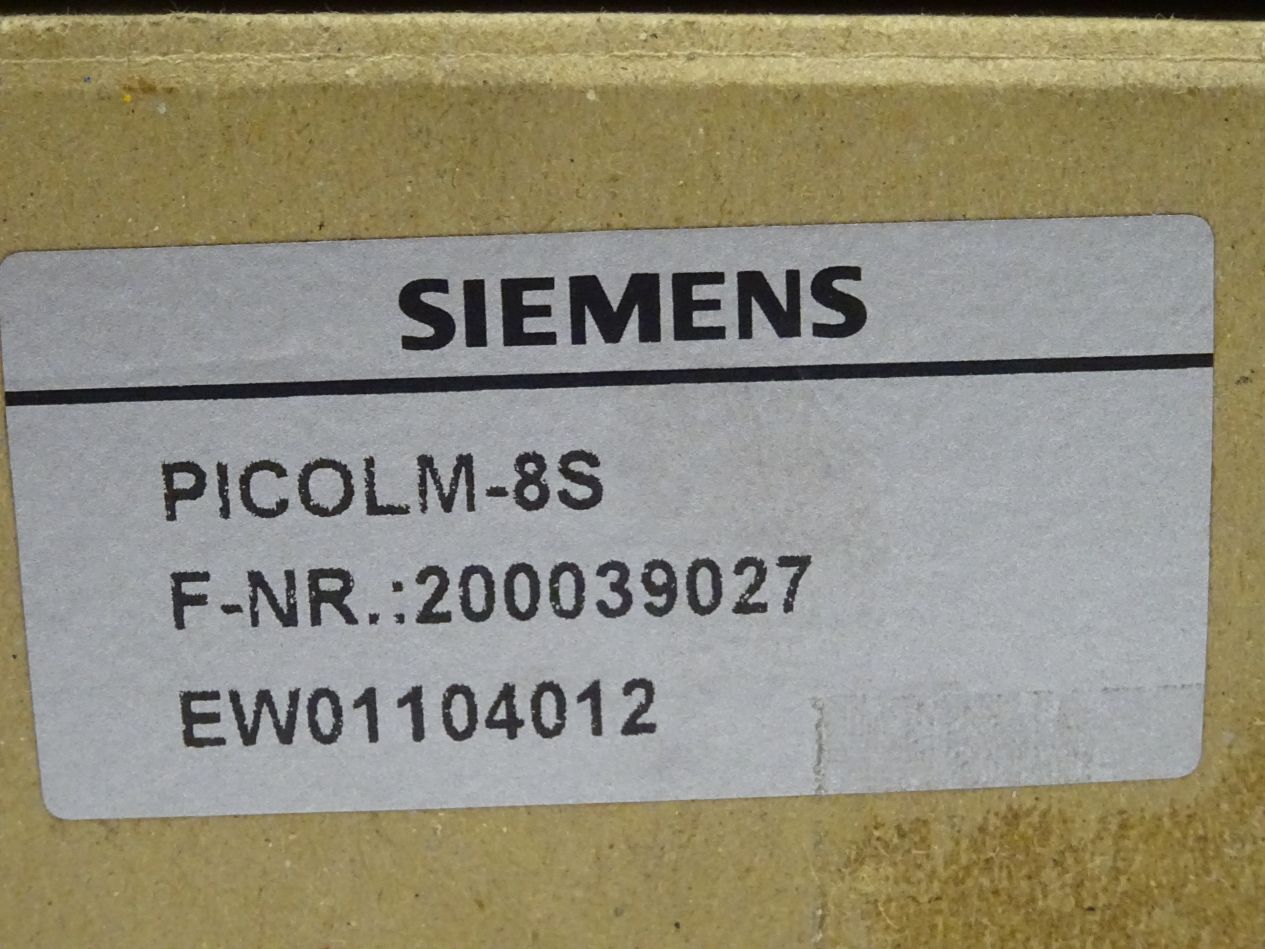 SIEMENS
PICOLM-8S
F-NR.:200039027
EW01104012